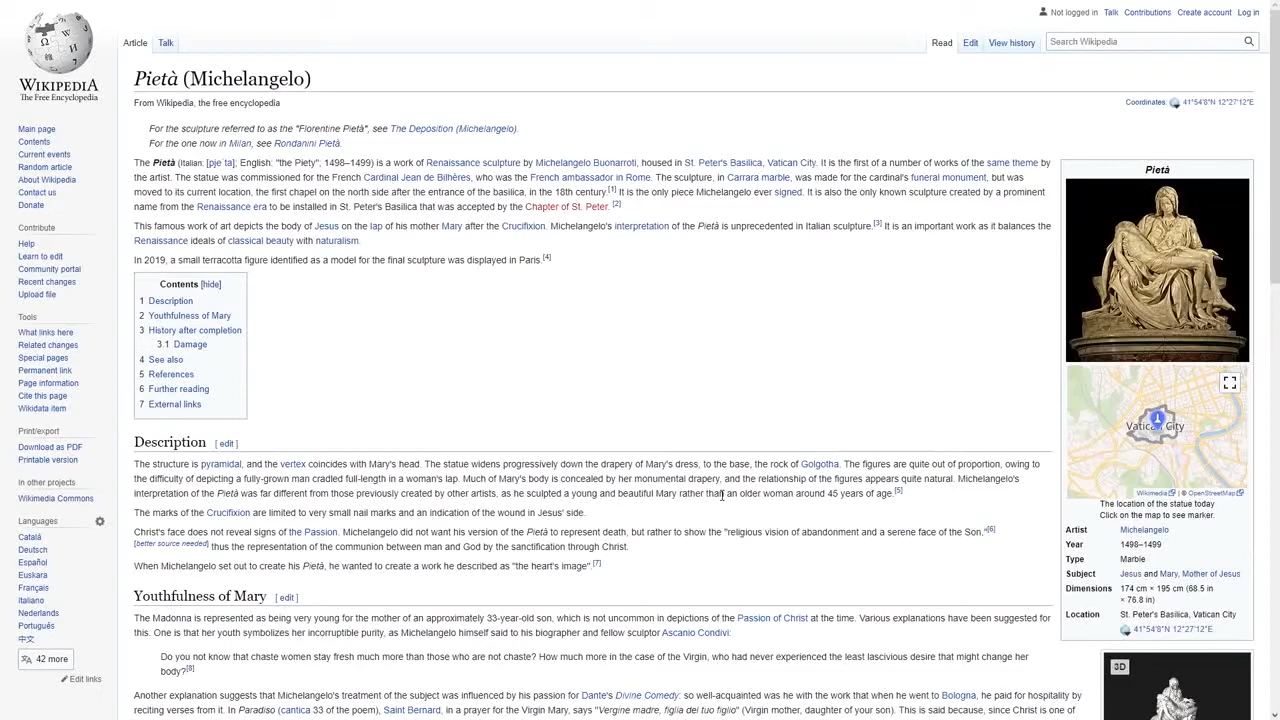 Not logged in Talk Contributions Create account Log in
Article Talk
Read Edit View history Search Wikipedia
WIKIPEDIA
The Free Encyclopedia
Main page
Contents
Current events
Random article
About Wikipedia
Contact us
Donate
Contribute
Help
Learn to edit
Community portal
Recent changes
Upload file
Tools
What links here
Related changes
Special pages
Permanent link
Page information
Cite this page
Wikidata item
Print/export
Download as PDF
Printable version
In other projects
Wikimedia Commons
Languages
Català
Deutsch
Español
Euskara
Français
Italiano
Nederlands
Português
中文
42 more
Edit links
Pietà (Michelangelo)
From Wikipedia, the free encyclopedia
Coordinates: 41°54′8″N 12°27′12″E
For the sculpture referred to as the "Florentine Pietà", see The Deposition (Michelangelo).
For the one now in Milan, see Rondanini Pietà.
The Pietà (Italian: [pjeˈta]; English: "the Piety"; 1498–1499) is a work of Renaissance sculpture by Michelangelo Buonarroti, housed in St. Peter's Basilica, Vatican City. It is the first of a number of works of the same theme by
the artist. The statue was commissioned for the French Cardinal Jean de Bilhères, who was the French ambassador in Rome. The sculpture, in Carrara marble, was made for the cardinal's funeral monument, but was
moved to its current location, the first chapel on the north side after the entrance of the basilica, in the 18th century.[1] It is the only piece Michelangelo ever signed. It is also the only known sculpture created by a prominent
name from the Renaissance era to be installed in St. Peter's Basilica that was accepted by the Chapter of St. Peter. [2]
This famous work of art depicts the body of Jesus on the lap of his mother Mary after the Crucifixion. Michelangelo's interpretation of the Pietà is unprecedented in Italian sculpture.[3] It is an important work as it balances the
Renaissance ideals of classical beauty with naturalism.
In 2019, a small terracotta figure identified as a model for the final sculpture was displayed in Paris.[4]
Contents [hide]
1 Description
2 Youthfulness of Mary
3 History after completion
3.1 Damage
4 See also
5 References
6 Further reading
7 External links
Description [ edit ]
The structure is pyramidal, and the vertex coincides with Mary's head. The statue widens progressively down the drapery of Mary's dress, to the base, the rock of Golgotha. The figures are quite out of proportion, owing to
the difficulty of depicting a fully-grown man cradled full-length in a woman's lap. Much of Mary's body is concealed by her monumental drapery, and the relationship of the figures appears quite natural. Michelangelo's
interpretation of the Pietà was far different from those previously created by other artists, as he sculpted a young and beautiful Mary rather than an older woman around 45 years of age.[5]
The marks of the Crucifixion are limited to very small nail marks and an indication of the wound in Jesus' side.
Christ's face does not reveal signs of the Passion. Michelangelo did not want his version of the Pietà to represent death, but rather to show the "religious vision of abandonment and a serene face of the Son,"[6]
[better source needed] thus the representation of the communion between man and God by the sanctification through Christ.
When Michelangelo set out to create his Pietà, he wanted to create a work he described as "the heart's image".[7]
Youthfulness of Mary [ edit ]
The Madonna is represented as being very young for the mother of an approximately 33-year-old son, which is not uncommon in depictions of the Passion of Christ at the time. Various explanations have been suggested for
this. One is that her youth symbolizes her incorruptible purity, as Michelangelo himself said to his biographer and fellow sculptor Ascanio Condivi:
Do you not know that chaste women stay fresh much more than those who are not chaste? How much more in the case of the Virgin, who had never experienced the least lascivious desire that might change her
body?[8]
Another explanation suggests that Michelangelo's treatment of the subject was influenced by his passion for Dante's Divine Comedy: so well-acquainted was he with the work that when he went to Bologna, he paid for hospitality by
reciting verses from it. In Paradiso (cantica 33 of the poem), Saint Bernard, in a prayer for the Virgin Mary, says "Vergine madre, figlia del tuo figlio" (Virgin mother, daughter of your son). This is said because, since Christ is one of
Pietà
Vatican City
Wikimedia | © OpenStreetMap
The location of the statue today
Click on the map to see marker.
Artist Michelangelo
Year 1498–1499
Type Marble
Subject Jesus and Mary, Mother of Jesus
Dimensions 174 cm × 195 cm (68.5 in
× 76.8 in)
Location St. Peter's Basilica, Vatican City
41°54′8″N 12°27′12″E
3D